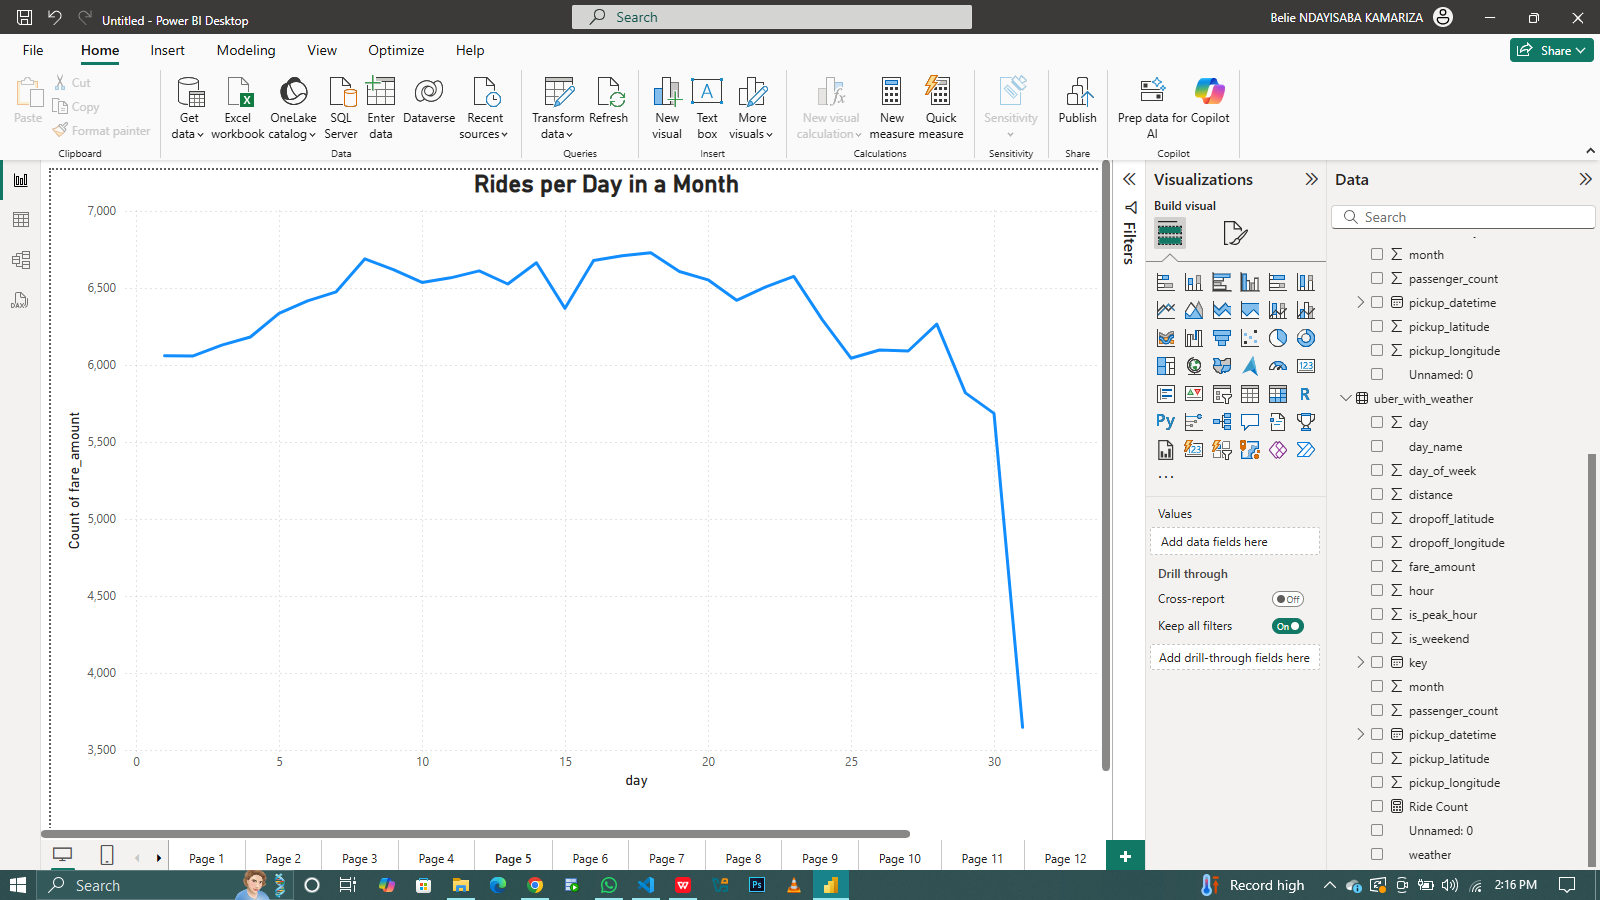 Untitled - Power BI Desktop
Search
Belie NDAYISABA KAMARIZA
File
Home
Insert
Modeling
View
Optimize
Help
Share
Paste
Cut
Copy
Format painter
Clipboard
Get data
Excel workbook
OneLake catalog
SQL Server
Enter data
Dataverse
Recent sources
Data
Transform data
Refresh
Queries
New visual
Text box
More visuals
Insert
New visual calculation
New measure
Quick measure
Calculations
Sensitivity
Sensitivity
Publish
Share
Prep data for AI
Copilot
Copilot
Rides per Day in a Month
7,000
6,500
6,000
5,500
5,000
4,500
4,000
3,500
Count of fare_amount
0
5
10
15
20
25
30
day
Filters
Visualizations
Build visual
Values
Add data fields here
Drill through
Cross-report
Off
Keep all filters
On
Add drill-through fields here
Data
Search
month
passenger_count
pickup_datetime
pickup_latitude
pickup_longitude
Unnamed: 0
uber_with_weather
day
day_name
day_of_week
distance
dropoff_latitude
dropoff_longitude
fare_amount
hour
is_peak_hour
is_weekend
key
month
passenger_count
pickup_datetime
pickup_latitude
pickup_longitude
Ride Count
Unnamed: 0
weather
Page 1
Page 2
Page 3
Page 4
Page 5
Page 6
Page 7
Page 8
Page 9
Page 10
Page 11
Page 12
Search
Record high
2:16 PM